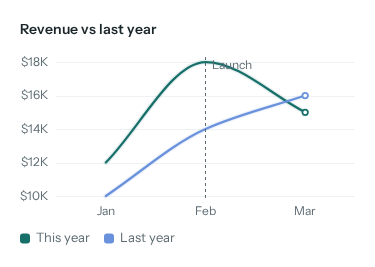 Revenue vs last year
$18K
Launch
$16K
$14K
$12K
$10K
Jan Feb Mar
This year Last year